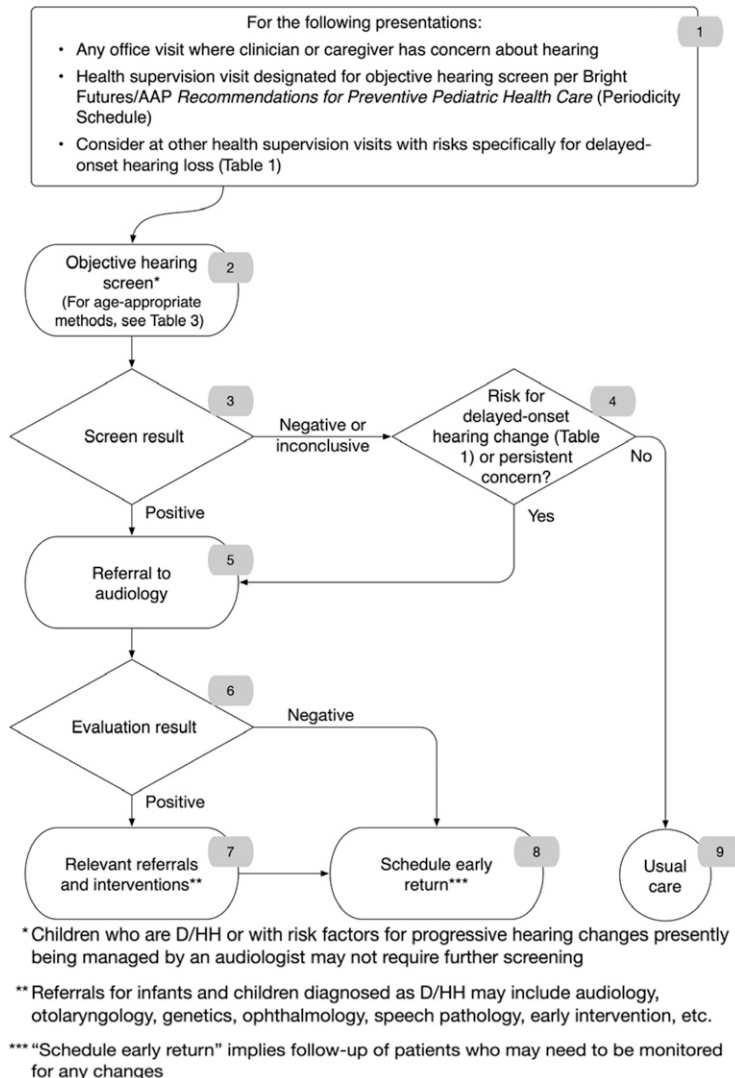 For the following presentations:
1
• Any office visit where clinician or caregiver has concern about hearing
• Health supervision visit designated for objective hearing screen per Bright
Futures/AAP Recommendations for Preventive Pediatric Health Care (Periodicity
Schedule)
• Consider at other health supervision visits with risks specifically for delayed-
onset hearing loss (Table 1)
2
Objective hearing
screen*
(For age-appropriate
methods, see Table 3)
3
Screen result
Negative or
inconclusive
4
Risk for
delayed-onset
hearing change (Table
1) or persistent
concern?
No
Positive
Yes
5
Referral to
audiology
6
Evaluation result
Negative
Positive
7
Relevant referrals
and interventions**
8
Schedule early
return***
9
Usual
care
* Children who are D/HH or with risk factors for progressive hearing changes presently
being managed by an audiologist may not require further screening
** Referrals for infants and children diagnosed as D/HH may include audiology,
otolaryngology, genetics, ophthalmology, speech pathology, early intervention, etc.
*** “Schedule early return” implies follow-up of patients who may need to be monitored
for any changes